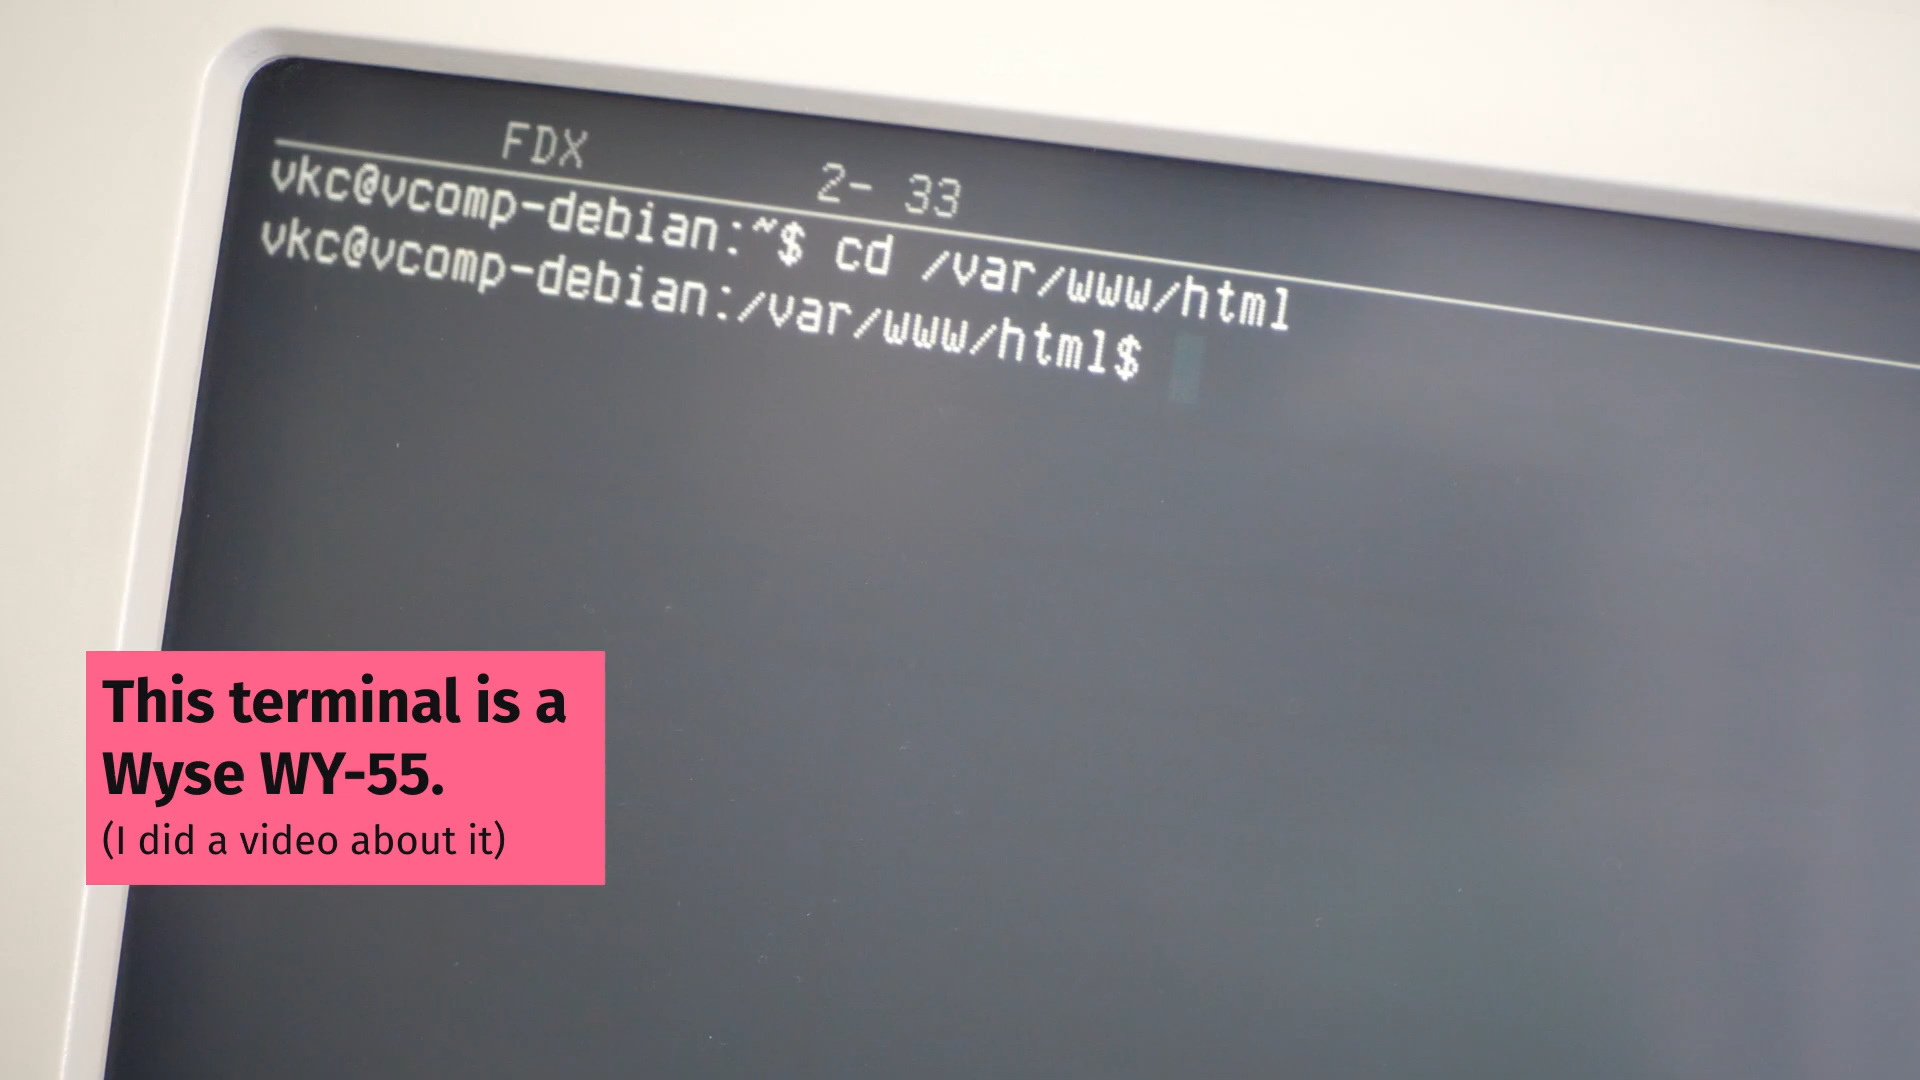 FDX 2- 33
vkc@vcomp-debian:~$ cd /var/www/html
vkc@vcomp-debian:/var/www/html$
This terminal is a
Wyse WY-55.
(I did a video about it)